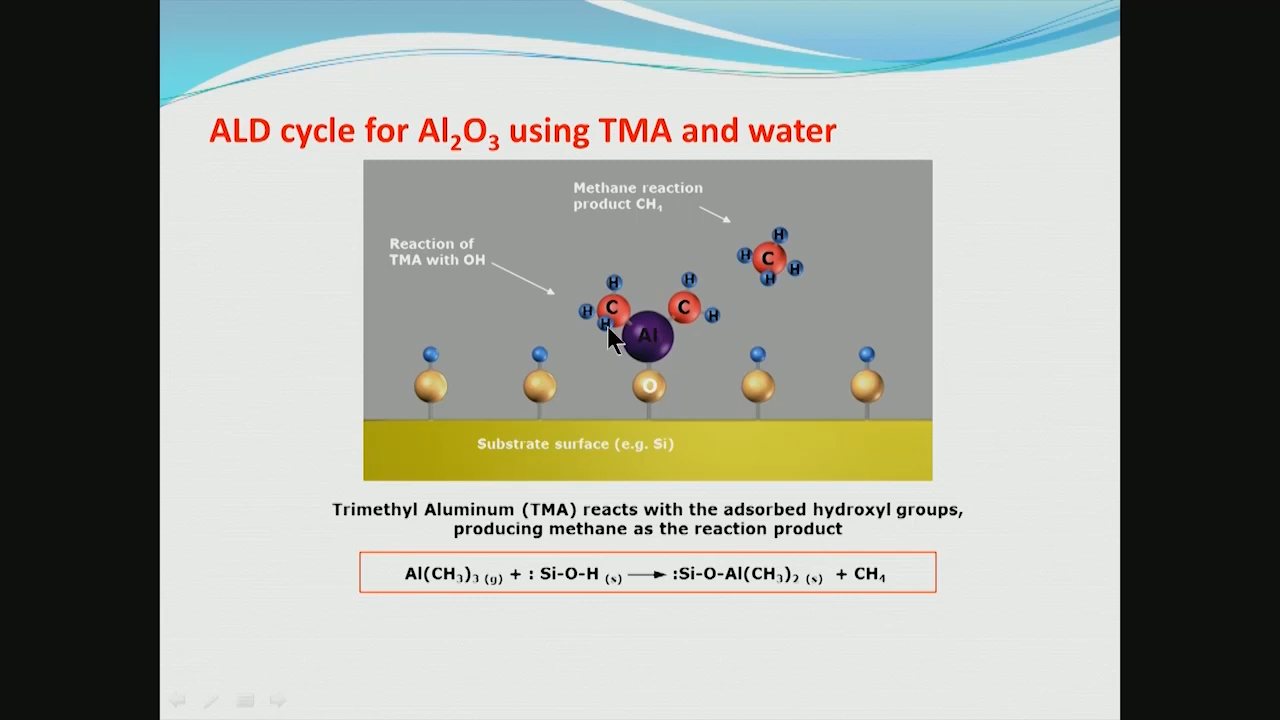 ALD cycle for Al₂O₃ using TMA and water
Methane reaction
product CH₄
Reaction of
TMA with OH
H
H
C
H
H
H
C
H
H
C
H
H
Al
O
Substrate surface (e.g. Si)
Trimethyl Aluminum (TMA) reacts with the adsorbed hydroxyl groups,
producing methane as the reaction product
Al(CH₃)₃ (g) + : Si-O-H (s) → :Si-O-Al(CH₃)₂ (s) + CH₄